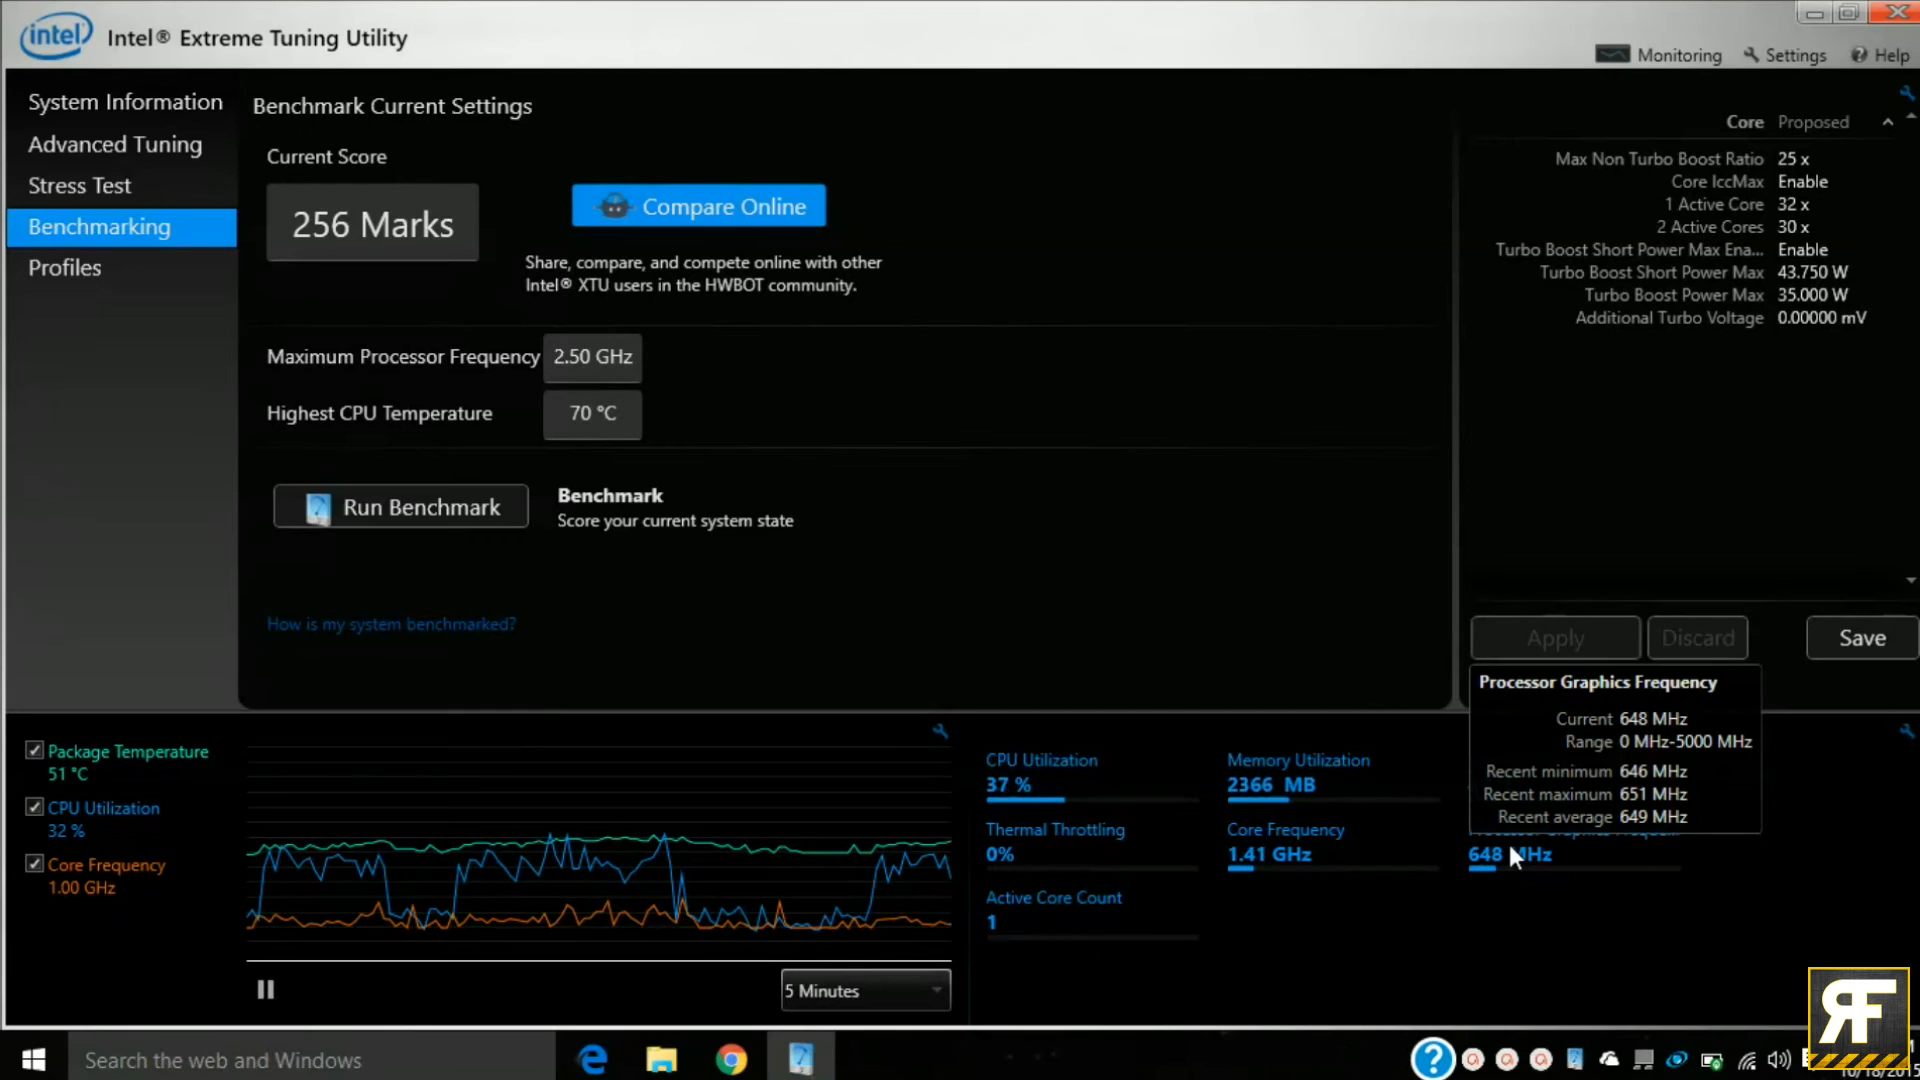 intel
Intel® Extreme Tuning Utility
Monitoring
Settings
Help
System Information
Advanced Tuning
Stress Test
Benchmarking
Profiles
Benchmark Current Settings
Current Score
256 Marks
Compare Online
Share, compare, and compete online with other
Intel® XTU users in the HWBOT community.
Maximum Processor Frequency 2.50 GHz
Highest CPU Temperature 70 °C
Run Benchmark
Benchmark
Score your current system state
How is my system benchmarked?
Core Proposed
Max Non Turbo Boost Ratio 25 x
Core IccMax Enable
1 Active Core 32 x
2 Active Cores 30 x
Turbo Boost Short Power Max Ena... Enable
Turbo Boost Short Power Max 43.750 W
Turbo Boost Power Max 35.000 W
Additional Turbo Voltage 0.00000 mV
Apply
Discard
Save
Processor Graphics Frequency
Current 648 MHz
Range 0 MHz-5000 MHz
Recent minimum 646 MHz
Recent maximum 651 MHz
Recent average 649 MHz
Package Temperature
51 °C
CPU Utilization
32 %
Core Frequency
1.00 GHz
5 Minutes
CPU Utilization
37 %
Memory Utilization
2366 MB
Thermal Throttling
0%
Core Frequency
1.41 GHz
648 MHz
Active Core Count
1
RF
Search the web and Windows
10/18/2015